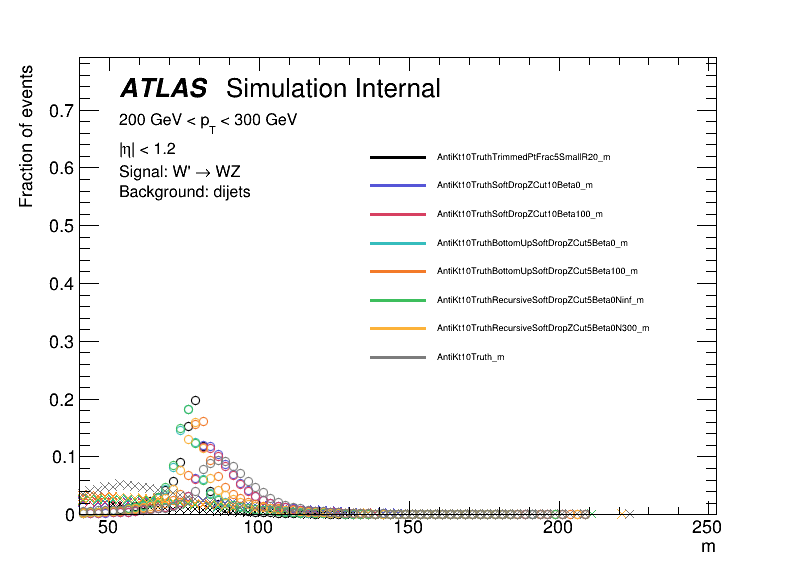 ATLAS Simulation Internal
200 GeV < pT < 300 GeV
|η| < 1.2
Signal: W' → WZ
Background: dijets
AntiKt10TruthTrimmedPtFrac5SmallR20_m
AntiKt10TruthSoftDropZCut10Beta0_m
AntiKt10TruthSoftDropZCut10Beta100_m
AntiKt10TruthBottomUpSoftDropZCut5Beta0_m
AntiKt10TruthBottomUpSoftDropZCut5Beta100_m
AntiKt10TruthRecursiveSoftDropZCut5Beta0Ninf_m
AntiKt10TruthRecursiveSoftDropZCut5Beta0N300_m
AntiKt10Truth_m
Fraction of events
0.7
0.6
0.5
0.4
0.3
0.2
0.1
0
50 100 150 200 250
m